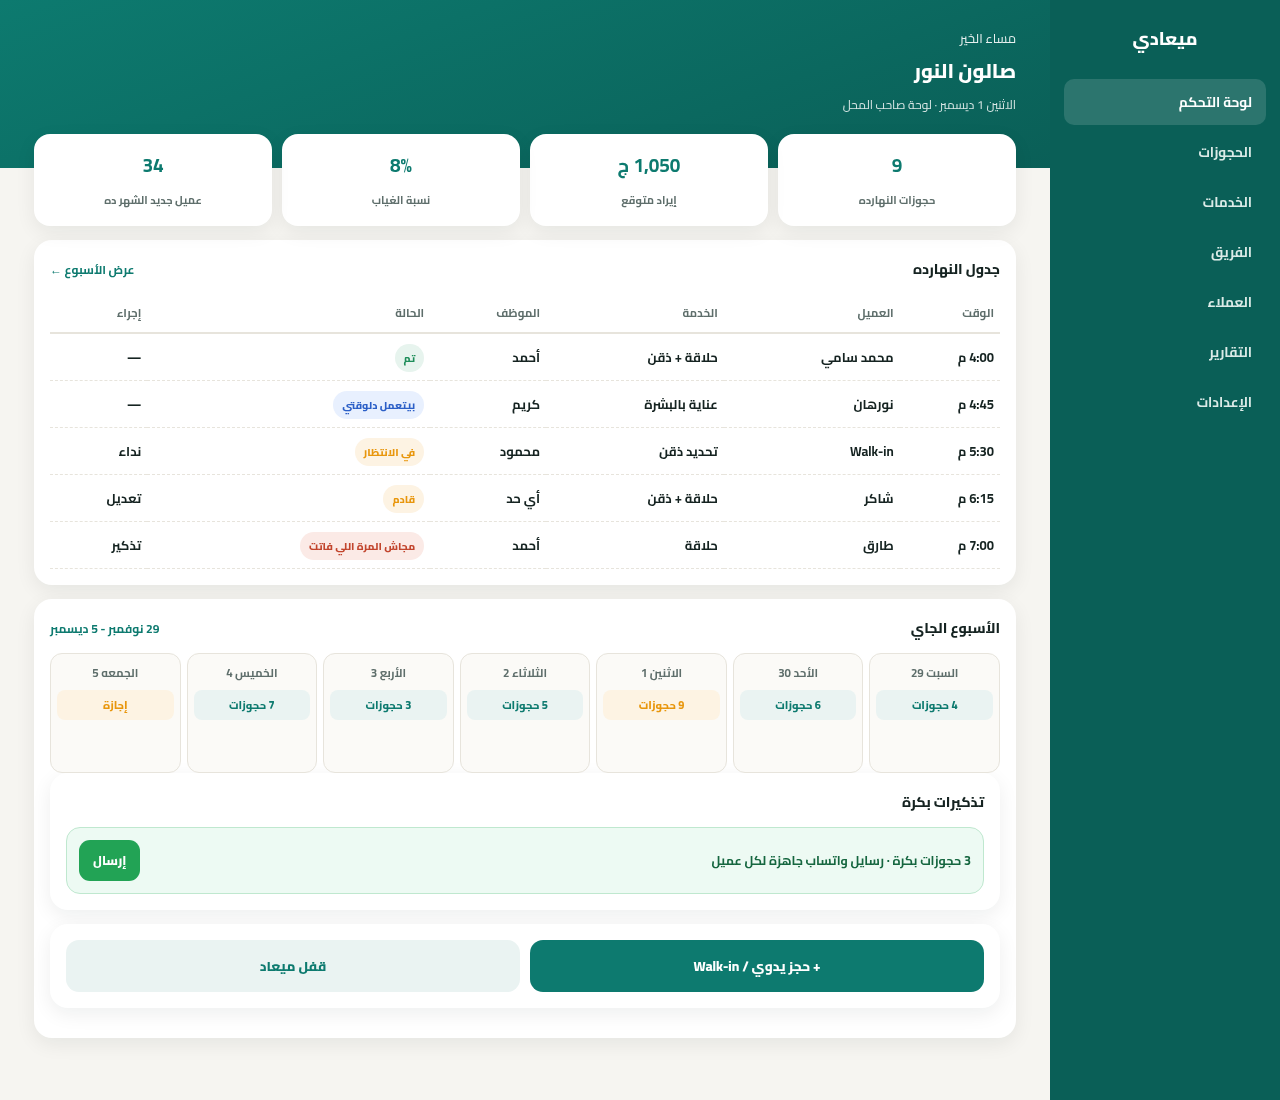 ميعادي
لوحة التحكم
الحجوزات
الخدمات
الفريق
العملاء
التقارير
الإعدادات
مساء الخير
صالون النور
الاثنين 1 ديسمبر · لوحة صاحب المحل
9
حجوزات النهارده
1,050 ج
إيراد متوقع
8%
نسبة الغياب
34
عميل جديد الشهر ده
جدول النهارده
عرض الأسبوع ←
الوقت العميل الخدمة الموظف الحالة إجراء
4:00 م محمد سامي حلاقة + ذقن أحمد تم —
4:45 م نورهان عناية بالبشرة كريم بيتعمل دلوقتي —
5:30 م Walk-in تحديد ذقن محمود في الانتظار نداء
6:15 م شاكر حلاقة + ذقن أي حد قادم تعديل
7:00 م طارق حلاقة أحمد مجاش المرة اللي فاتت تذكير
الأسبوع الجاي
29 نوفمبر - 5 ديسمبر
السبت 29
4 حجوزات
الأحد 30
6 حجوزات
الاثنين 1
9 حجوزات
الثلاثاء 2
5 حجوزات
الأربع 3
3 حجوزات
الخميس 4
7 حجوزات
الجمعه 5
إجازة
تذكيرات بكرة
3 حجوزات بكرة · رسايل واتساب جاهزة لكل عميل
إرسال
+ حجز يدوي / Walk-in
قفل ميعاد